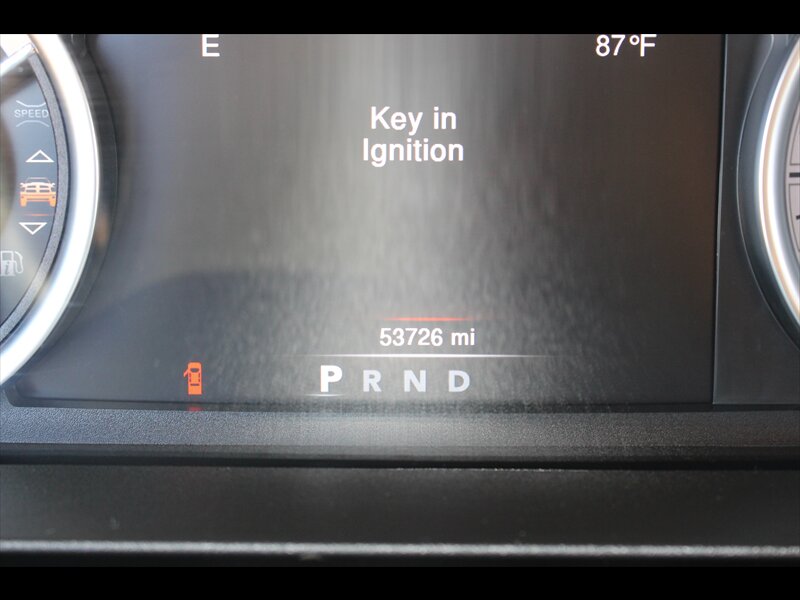 E 87°F
SPEED
Key in
Ignition
53726 mi
P R N D